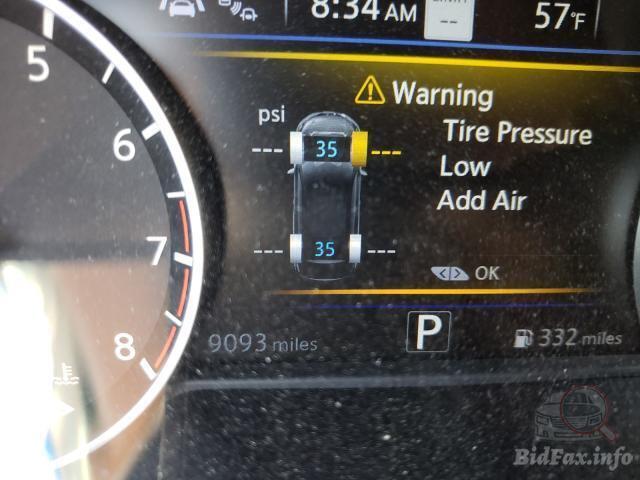 8:34 AM
LIMIT
--
57°F
5
6
7
8
Warning
Tire Pressure
Low
Add Air
psi
--- 35 ---
--- 35 ---
<|> OK
9093 miles
P
332 miles
BidFax.info